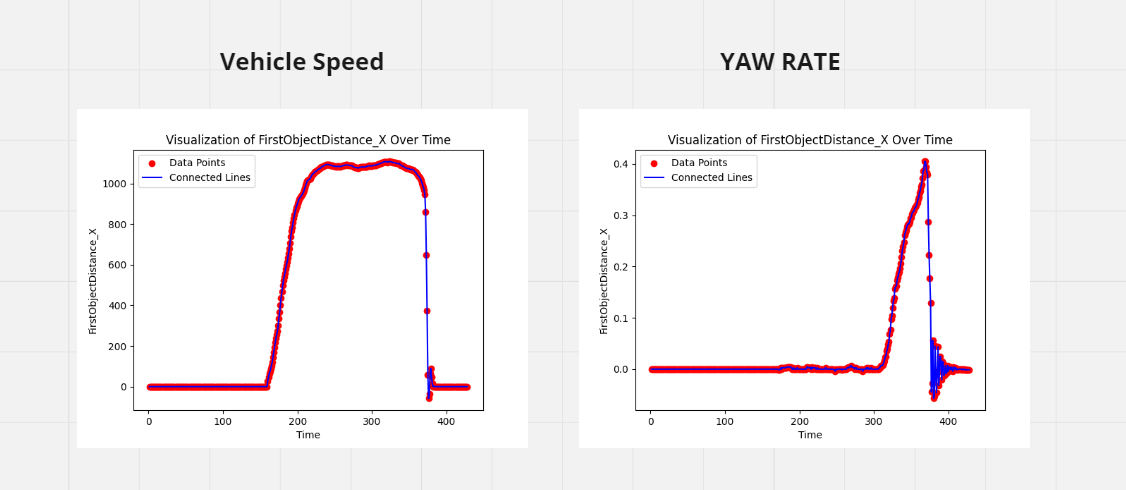 Vehicle Speed
YAW RATE
Visualization of FirstObjectDistance_X Over Time
Data Points
Connected Lines
FirstObjectDistance_X
1000
800
600
400
200
0
0
100
200
300
400
Time
Visualization of FirstObjectDistance_X Over Time
Data Points
Connected Lines
FirstObjectDistance_X
0.4
0.3
0.2
0.1
0.0
0
100
200
300
400
Time